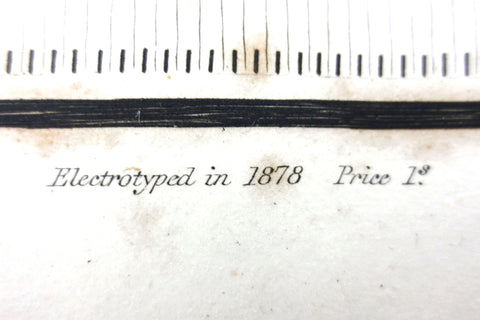 Electrotyped in 1878 Price 1ˢ.